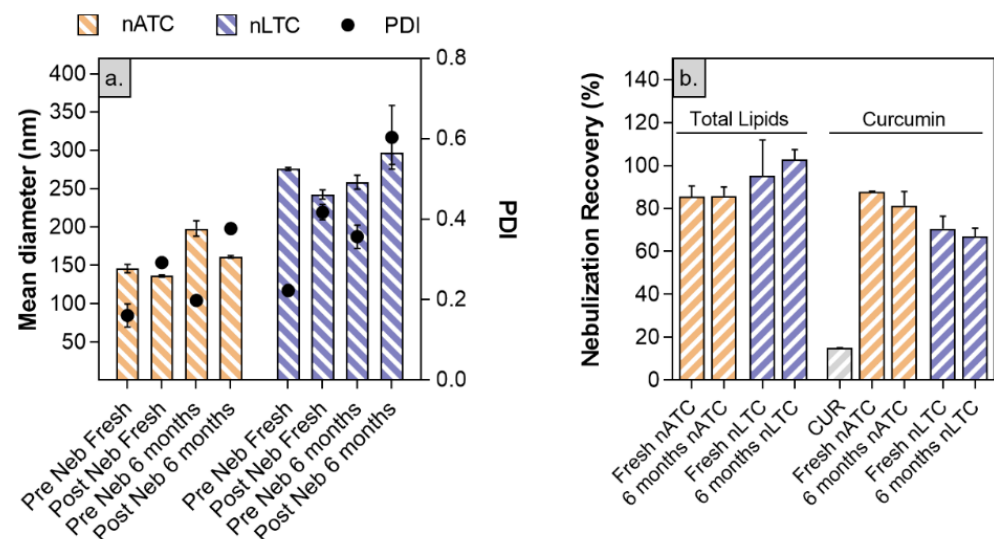 nATC nLTC PDI
a.
Mean diameter (nm)
400
350
300
250
200
150
100
50
0.8
0.6
0.4
0.2
0.0
PDI
Pre Neb Fresh
Post Neb Fresh
Pre Neb 6 months
Post Neb 6 months
Pre Neb Fresh
Post Neb Fresh
Pre Neb 6 months
Post Neb 6 months
b.
Nebulization Recovery (%)
140
120
100
80
60
40
20
0
Total Lipids
Curcumin
Fresh nATC
6 months nATC
Fresh nLTC
6 months nLTC
CUR
Fresh nATC
6 months nATC
Fresh nLTC
6 months nLTC